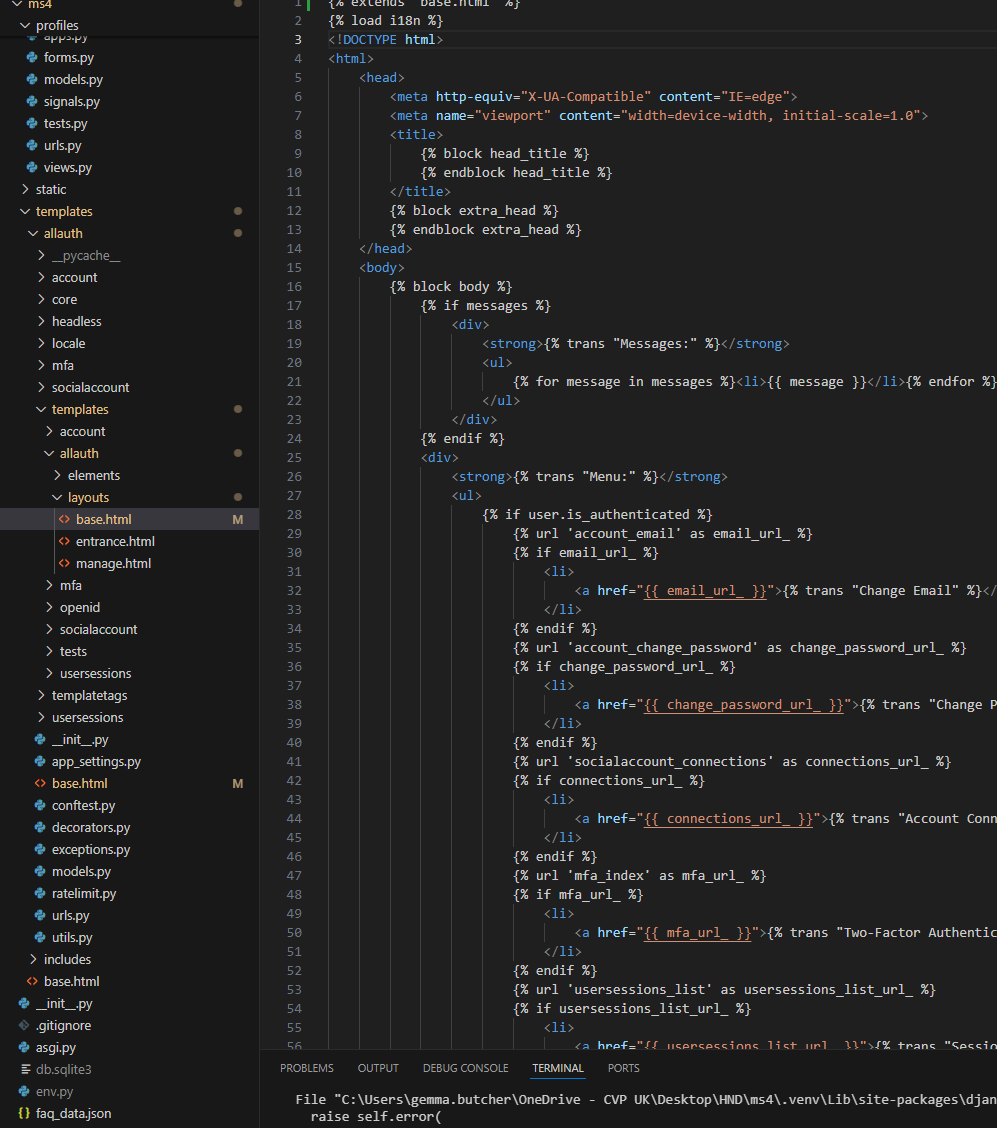 ms4
profiles
apps.py
forms.py
models.py
signals.py
tests.py
urls.py
views.py
static
templates
allauth
__pycache__
account
core
headless
locale
mfa
socialaccount
templates
account
allauth
elements
layouts
base.html M
entrance.html
manage.html
mfa
openid
socialaccount
tests
usersessions
templatetags
usersessions
__init__.py
app_settings.py
base.html M
conftest.py
decorators.py
exceptions.py
models.py
ratelimit.py
urls.py
utils.py
includes
base.html
__init__.py
.gitignore
asgi.py
db.sqlite3
env.py
{} faq_data.json
1 {% extends "base.html" %}
2 {% load i18n %}
3 <!DOCTYPE html>
4 <html>
5 <head>
6 <meta http-equiv="X-UA-Compatible" content="IE=edge">
7 <meta name="viewport" content="width=device-width, initial-scale=1.0">
8 <title>
9 {% block head_title %}
10 {% endblock head_title %}
11 </title>
12 {% block extra_head %}
13 {% endblock extra_head %}
14 </head>
15 <body>
16 {% block body %}
17 {% if messages %}
18 <div>
19 <strong>{% trans "Messages:" %}</strong>
20 <ul>
21 {% for message in messages %}<li>{{ message }}</li>{% endfor %}
22 </ul>
23 </div>
24 {% endif %}
25 <div>
26 <strong>{% trans "Menu:" %}</strong>
27 <ul>
28 {% if user.is_authenticated %}
29 {% url 'account_email' as email_url_ %}
30 {% if email_url_ %}
31 <li>
32 <a href="{{ email_url_ }}">{% trans "Change Email" %}</
33 </li>
34 {% endif %}
35 {% url 'account_change_password' as change_password_url_ %}
36 {% if change_password_url_ %}
37 <li>
38 <a href="{{ change_password_url_ }}">{% trans "Change P
39 </li>
40 {% endif %}
41 {% url 'socialaccount_connections' as connections_url_ %}
42 {% if connections_url_ %}
43 <li>
44 <a href="{{ connections_url_ }}">{% trans "Account Conn
45 </li>
46 {% endif %}
47 {% url 'mfa_index' as mfa_url_ %}
48 {% if mfa_url_ %}
49 <li>
50 <a href="{{ mfa_url_ }}">{% trans "Two-Factor Authentic
51 </li>
52 {% endif %}
53 {% url 'usersessions_list' as usersessions_list_url_ %}
54 {% if usersessions_list_url_ %}
55 <li>
56 <a href="{{ usersessions_list_url_ }}">{% trans "Sessio
PROBLEMS OUTPUT DEBUG CONSOLE TERMINAL PORTS
File "C:\Users\gemma.butcher\OneDrive - CVP UK\Desktop\HND\ms4\.venv\Lib\site-packages\djan
raise self.error(